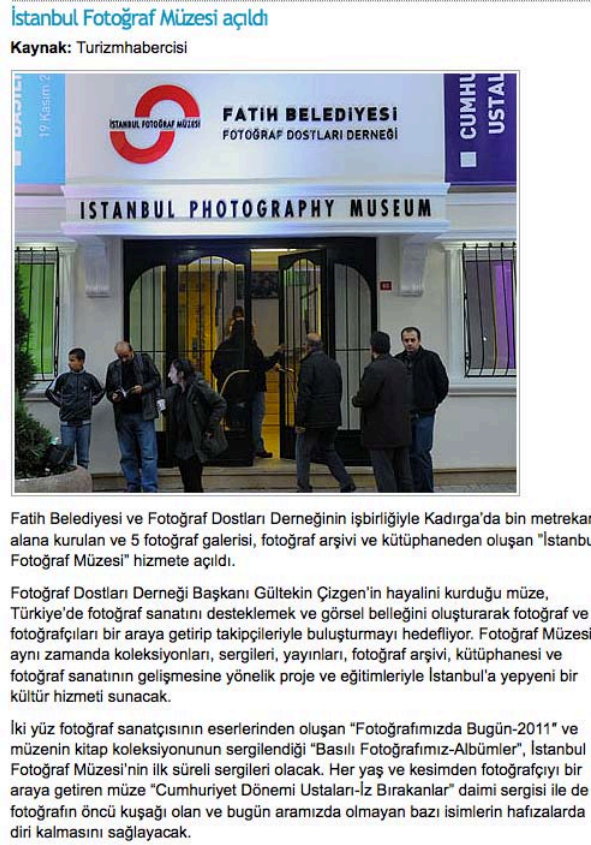 İstanbul Fotoğraf Müzesi açıldı
Kaynak: Turizmhabercisi
19 Kasım 2
İSTANBUL FOTOĞRAF MÜZESİ
FATİH BELEDİYESİ
FOTOĞRAF DOSTLARI DERNEĞİ
CUMHU
USTAL
ISTANBUL PHOTOGRAPHY MUSEUM
Fatih Belediyesi ve Fotoğraf Dostları Derneğinin işbirliğiyle Kadırga’da bin metrekar
alana kurulan ve 5 fotoğraf galerisi, fotoğraf arşivi ve kütüphaneden oluşan ”İstanbu
Fotoğraf Müzesi” hizmete açıldı.
Fotoğraf Dostları Derneği Başkanı Gültekin Çizgen’in hayalini kurduğu müze,
Türkiye’de fotoğraf sanatını desteklemek ve görsel belleğini oluşturarak fotoğraf ve
fotoğrafçıları bir araya getirip takipçileriyle buluşturmayı hedefliyor. Fotoğraf Müzesi
aynı zamanda koleksiyonları, sergileri, yayınları, fotoğraf arşivi, kütüphanesi ve
fotoğraf sanatının gelişmesine yönelik proje ve eğitimleriyle İstanbul’a yepyeni bir
kültür hizmeti sunacak.
İki yüz fotoğraf sanatçısının eserlerinden oluşan “Fotoğrafımızda Bugün-2011″ ve
müzenin kitap koleksiyonunun sergilendiği “Basılı Fotoğrafımız-Albümler”, İstanbul
Fotoğraf Müzesi’nin ilk süreli sergileri olacak. Her yaş ve kesimden fotoğrafçıyı bir
araya getiren müze “Cumhuriyet Dönemi Ustaları-İz Bırakanlar” daimi sergisi ile de
fotoğrafın öncü kuşağı olan ve bugün aramızda olmayan bazı isimlerin hafızalarda
diri kalmasını sağlayacak.